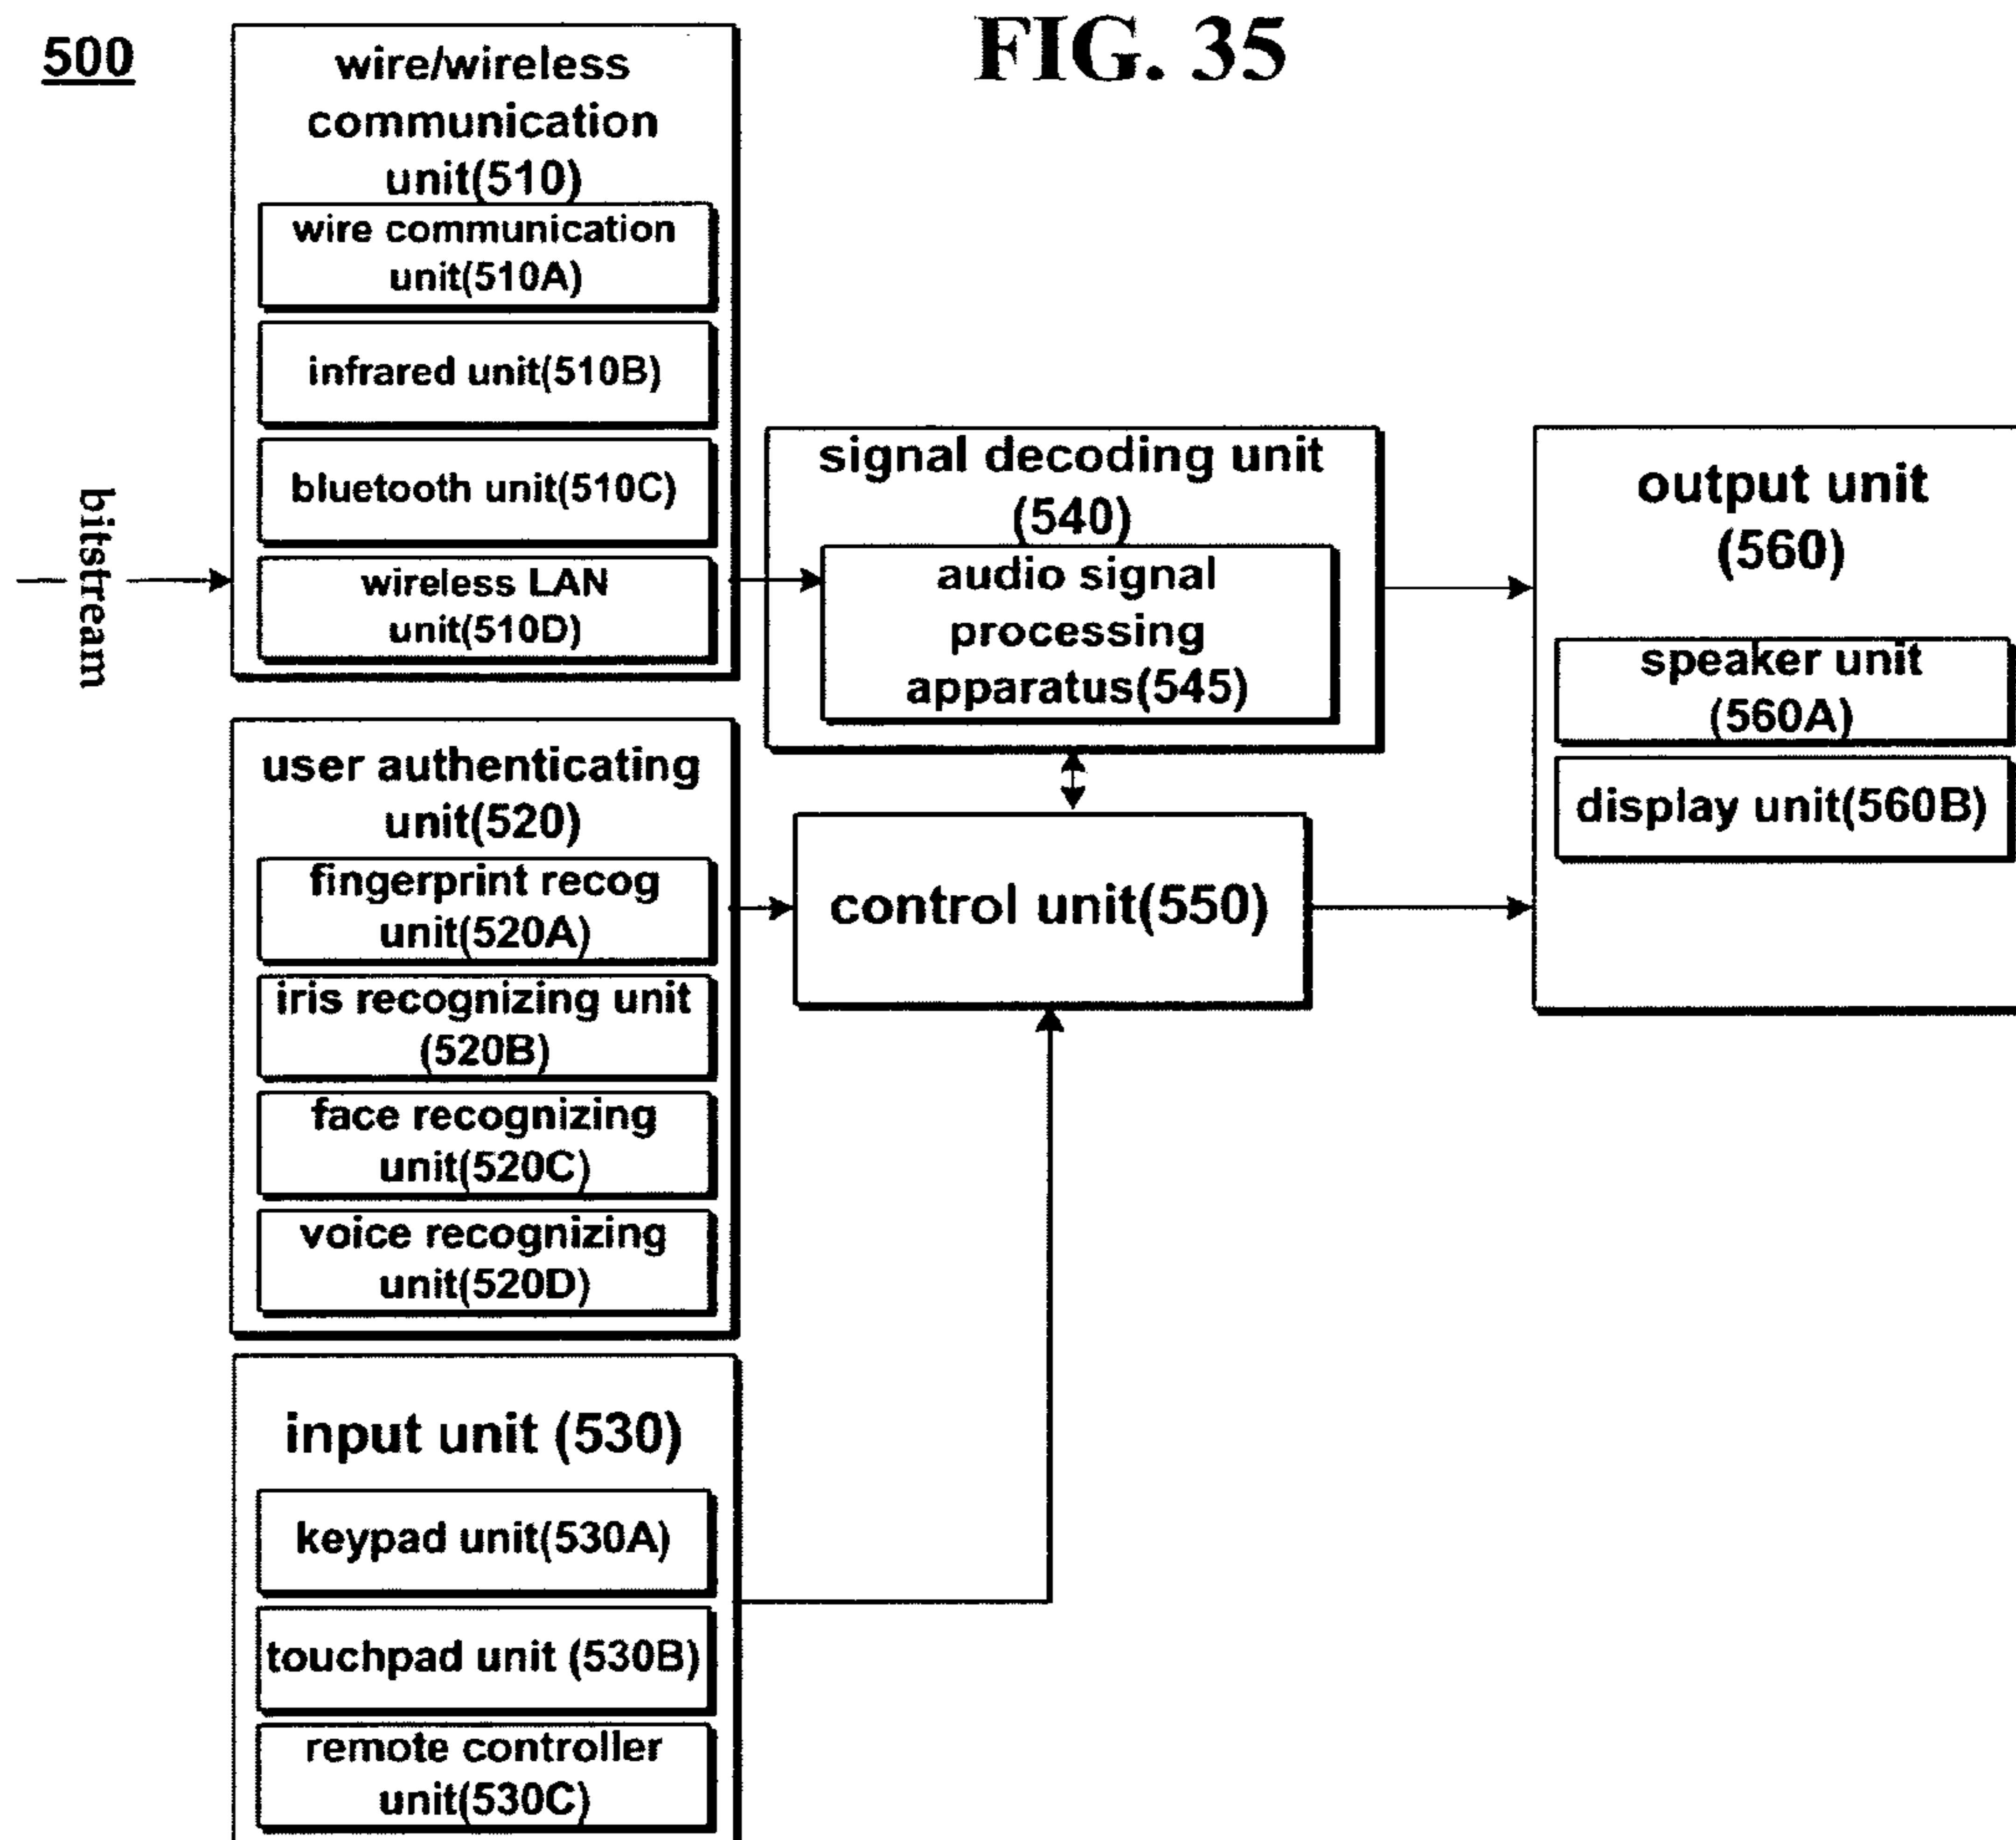 500
FIG. 35
wire/wireless
communication
unit(510)
wire communication
unit(510A)
infrared unit(510B)
bluetooth unit(510C)
wireless LAN
unit(510D)
bitstream
signal decoding unit
(540)
audio signal
processing
apparatus(545)
output unit
(560)
speaker unit
(560A)
display unit(560B)
user authenticating
unit(520)
fingerprint recog
unit(520A)
iris recognizing unit
(520B)
face recognizing
unit(520C)
voice recognizing
unit(520D)
control unit(550)
input unit (530)
keypad unit(530A)
touchpad unit (530B)
remote controller
unit(530C)